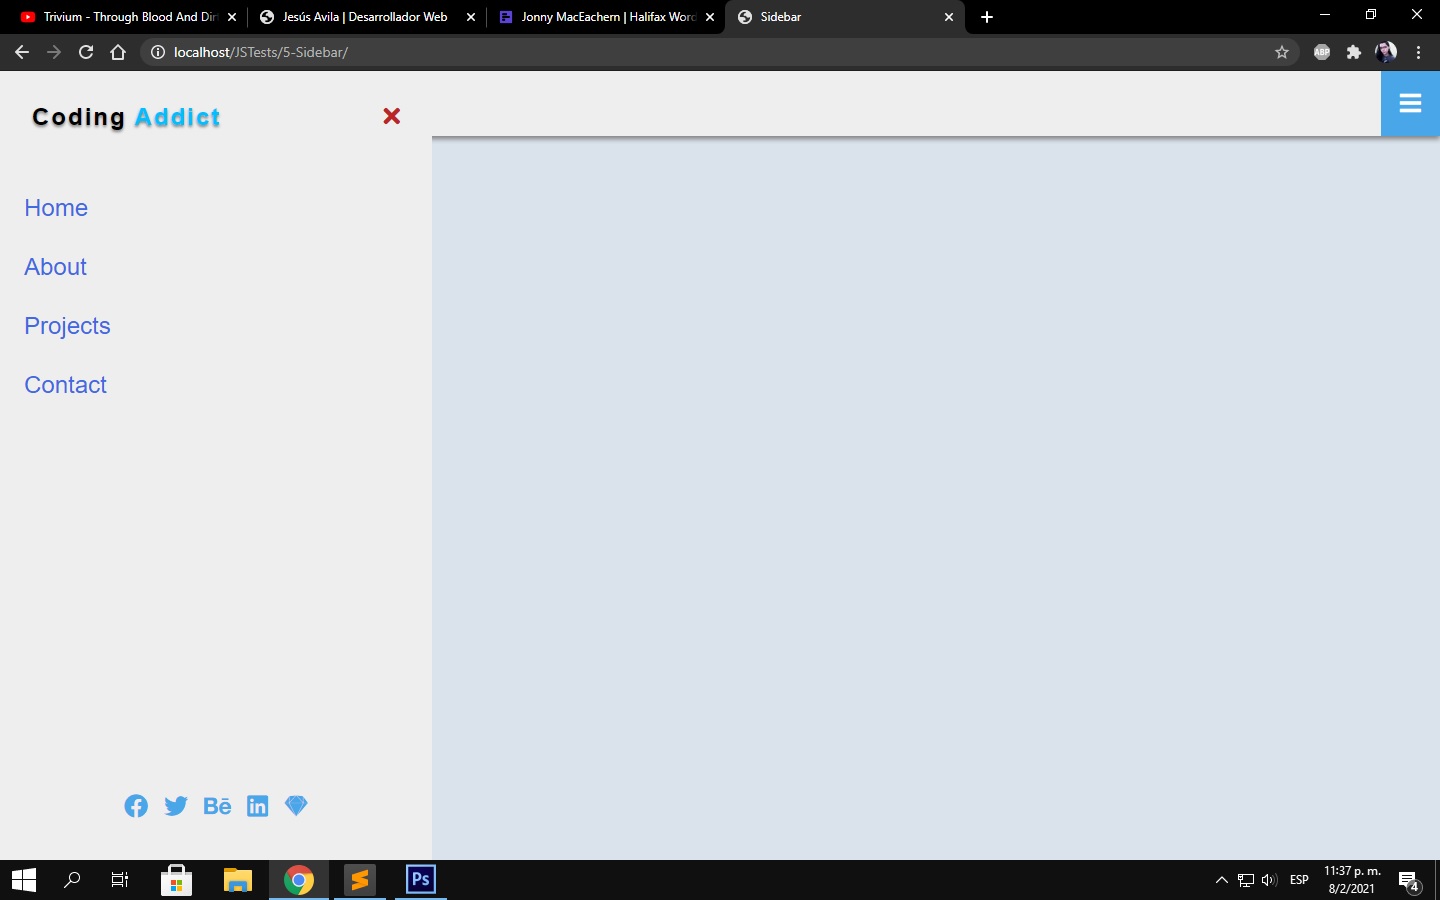 Trivium - Through Blood And Dir
Jesús Avila | Desarrollador Web
Jonny MacEachern | Halifax Word
Sidebar
localhost/JSTests/5-Sidebar/
ABP
Coding Addict
Home
About
Projects
Contact
Bē
in
Ps
ESP
11:37 p. m.
8/2/2021
4